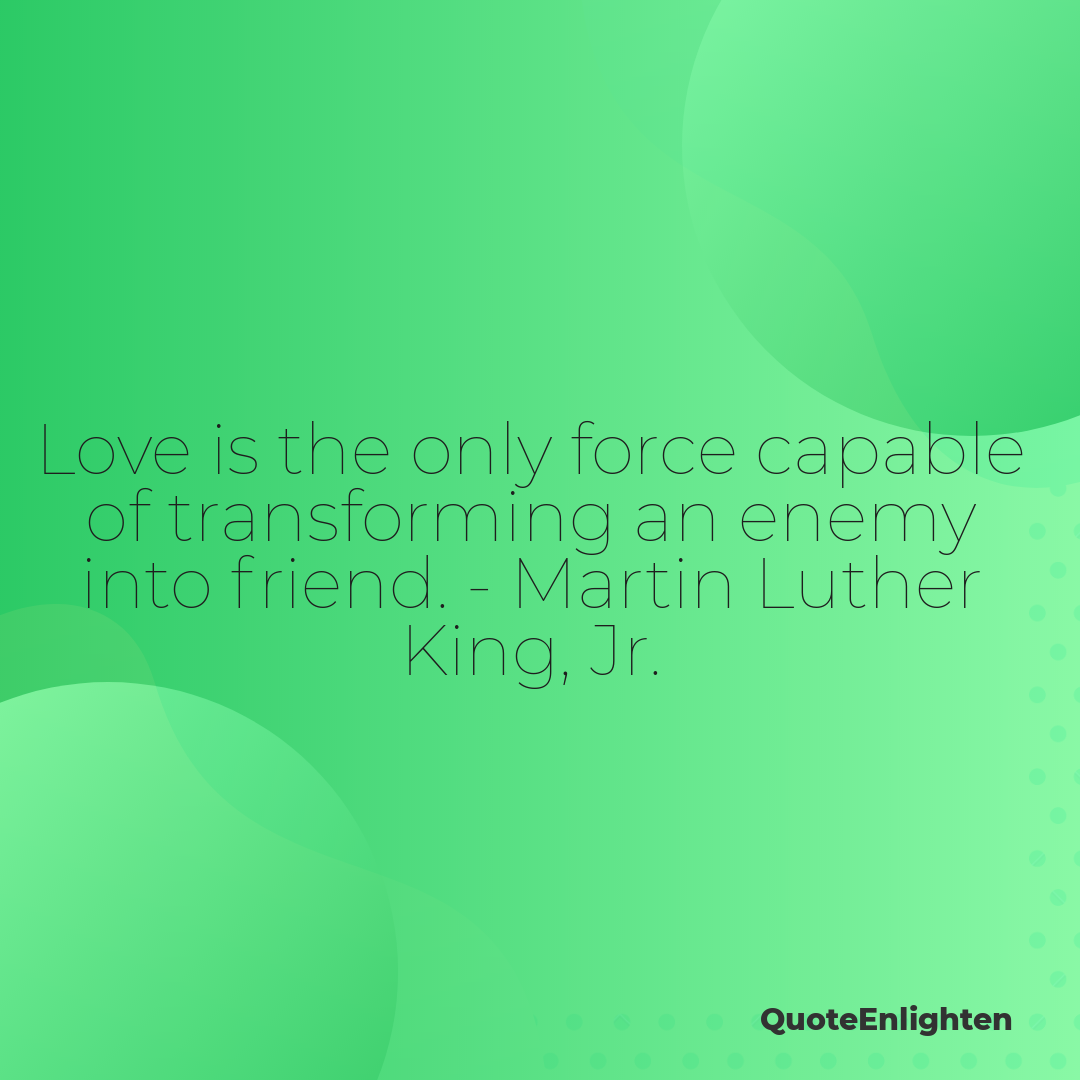 Love is the only force capable
of transforming an enemy
into friend. - Martin Luther
King, Jr.
QuoteEnlighten